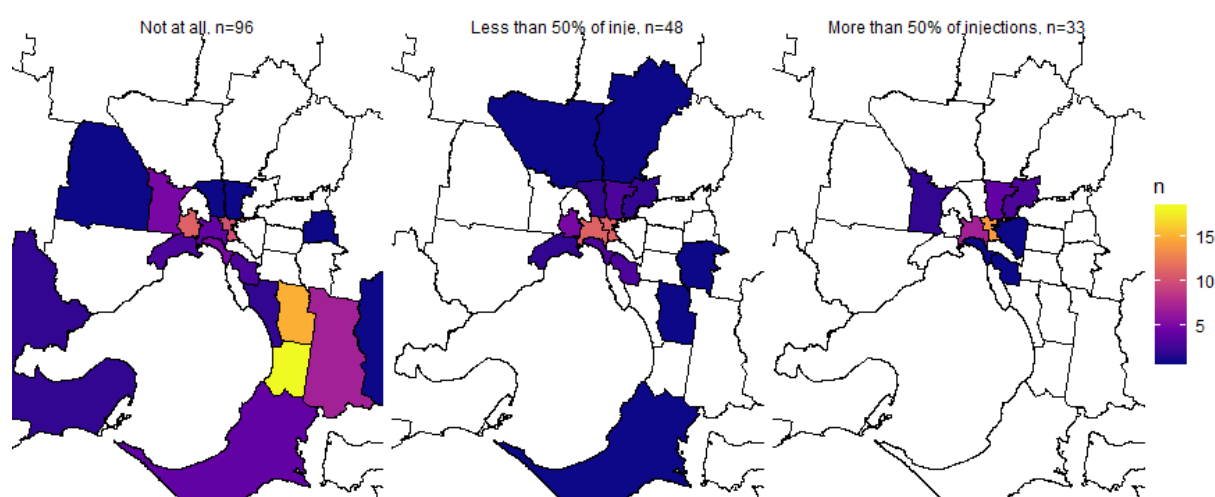 Not at all, n=96
Less than 50% of inje, n=48
More than 50% of injections, n=33
n
15
10
5